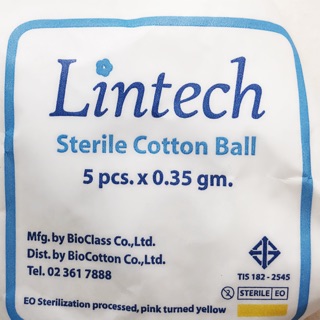 Lintech
Sterile Cotton Ball
5 pcs. x 0.35 gm.
Mfg. by BioClass Co.,Ltd.
Dist. by BioCotton Co.,Ltd.
Tel. 02 361 7888
TIS 182 - 2545
STERILE EO
EO Sterilization processed, pink turned yellow